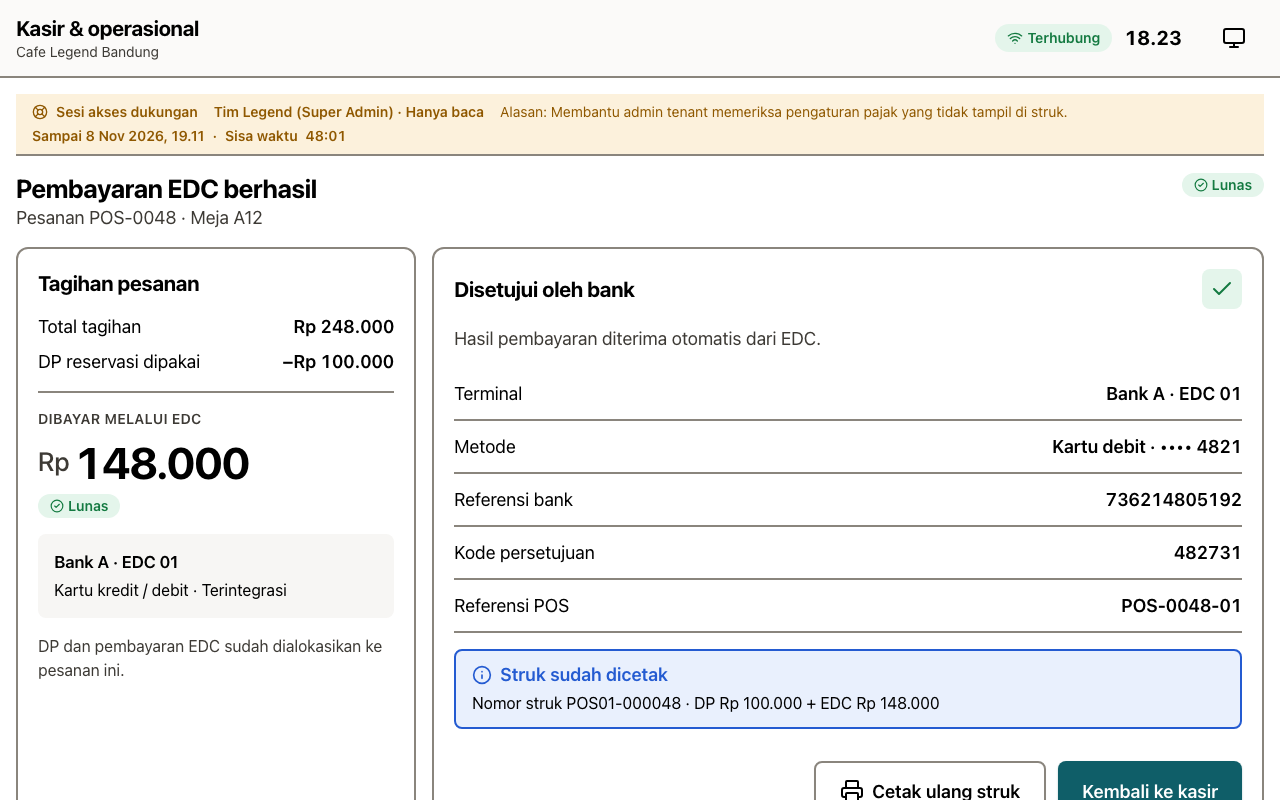 Kasir & operasional
Cafe Legend Bandung
Terhubung
18.23
Sesi akses dukungan Tim Legend (Super Admin) · Hanya baca Alasan: Membantu admin tenant memeriksa pengaturan pajak yang tidak tampil di struk.
Sampai 8 Nov 2026, 19.11 · Sisa waktu 48:01
Pembayaran EDC berhasil
Lunas
Pesanan POS-0048 · Meja A12
Tagihan pesanan
Total tagihan Rp 248.000
DP reservasi dipakai −Rp 100.000
DIBAYAR MELALUI EDC
Rp 148.000
Lunas
Bank A · EDC 01
Kartu kredit / debit · Terintegrasi
DP dan pembayaran EDC sudah dialokasikan ke
pesanan ini.
Disetujui oleh bank
Hasil pembayaran diterima otomatis dari EDC.
Terminal Bank A · EDC 01
Metode Kartu debit · •••• 4821
Referensi bank 736214805192
Kode persetujuan 482731
Referensi POS POS-0048-01
Struk sudah dicetak
Nomor struk POS01-000048 · DP Rp 100.000 + EDC Rp 148.000
Cetak ulang struk
Kembali ke kasir